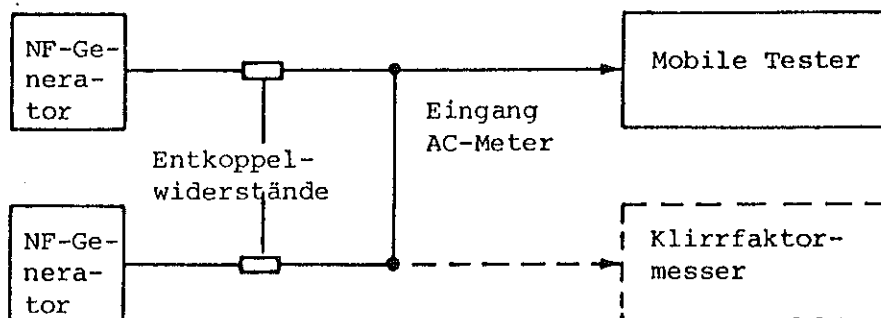 NF-Ge-
nera-
tor
Mobile Tester
Eingang
AC-Meter
Entkoppel-
widerstände
NF-Ge-
nera-
tor
Klirrfaktor-
messer